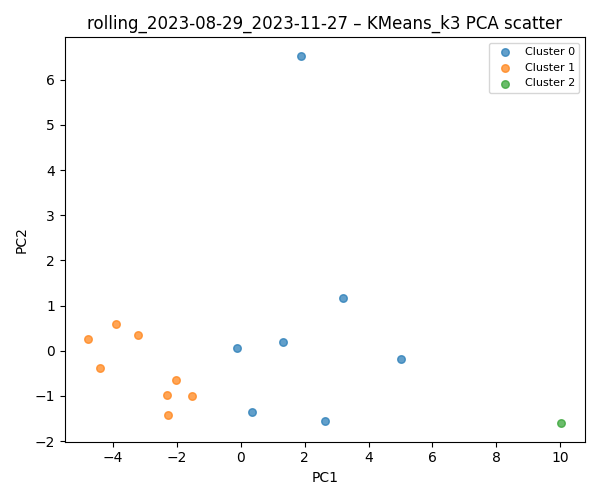 rolling_2023-08-29_2023-11-27 – KMeans_k3 PCA scatter
Cluster 0
Cluster 1
Cluster 2
6
5
4
3
2
1
0
−1
−2
PC2
−4
−2
0
2
4
6
8
10
PC1